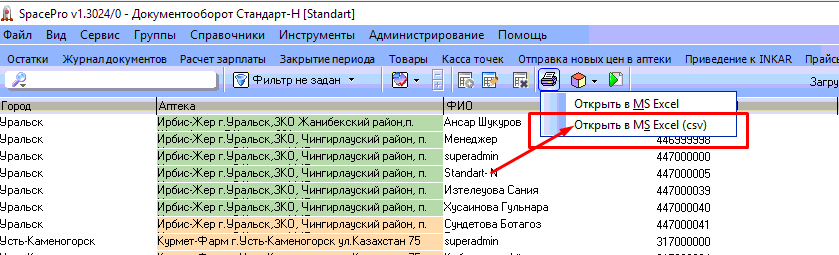 SpacePro v1.3024/0 - Документооборот Стандарт-Н [Standart]
Файл Вид Сервис Группы Справочники Инструменты Администрирование Помощь
Остатки Журнал документов Расчет зарплаты Закрытие периода Товары Касса точек Отправка новых цен в аптеки Приведение к INKAR
Фильтр не задан Загру
Открыть в MS Excel
Открыть в MS Excel (csv)
Город Аптека ФИО
Уральск Ирбис-Жер г.Уральск,ЗКО Жанибекский район,п. Ансар Шукуров
Уральск Ирбис-Жер г.Уральск,ЗКО, Чингирлауский район, п. Менеджер 446999998
Уральск Ирбис-Жер г.Уральск,ЗКО, Чингирлауский район, п. superadmin 447000000
Уральск Ирбис-Жер г.Уральск,ЗКО, Чингирлауский район, п. Standart- N 447000005
Уральск Ирбис-Жер г.Уральск,ЗКО, Чингирлауский район, п. Изтелеуова Сания 447000039
Уральск Ирбис-Жер г.Уральск,ЗКО, Чингирлауский район, п. Хусаинова Гульнара 447000040
Уральск Ирбис-Жер г.Уральск,ЗКО, Чингирлауский район, п. Сундетова Ботагоз 447000041
Усть-Каменогорск Курмет-Фарм г.Усть-Каменогорск ул.Казахстан 75 superadmin 317000000